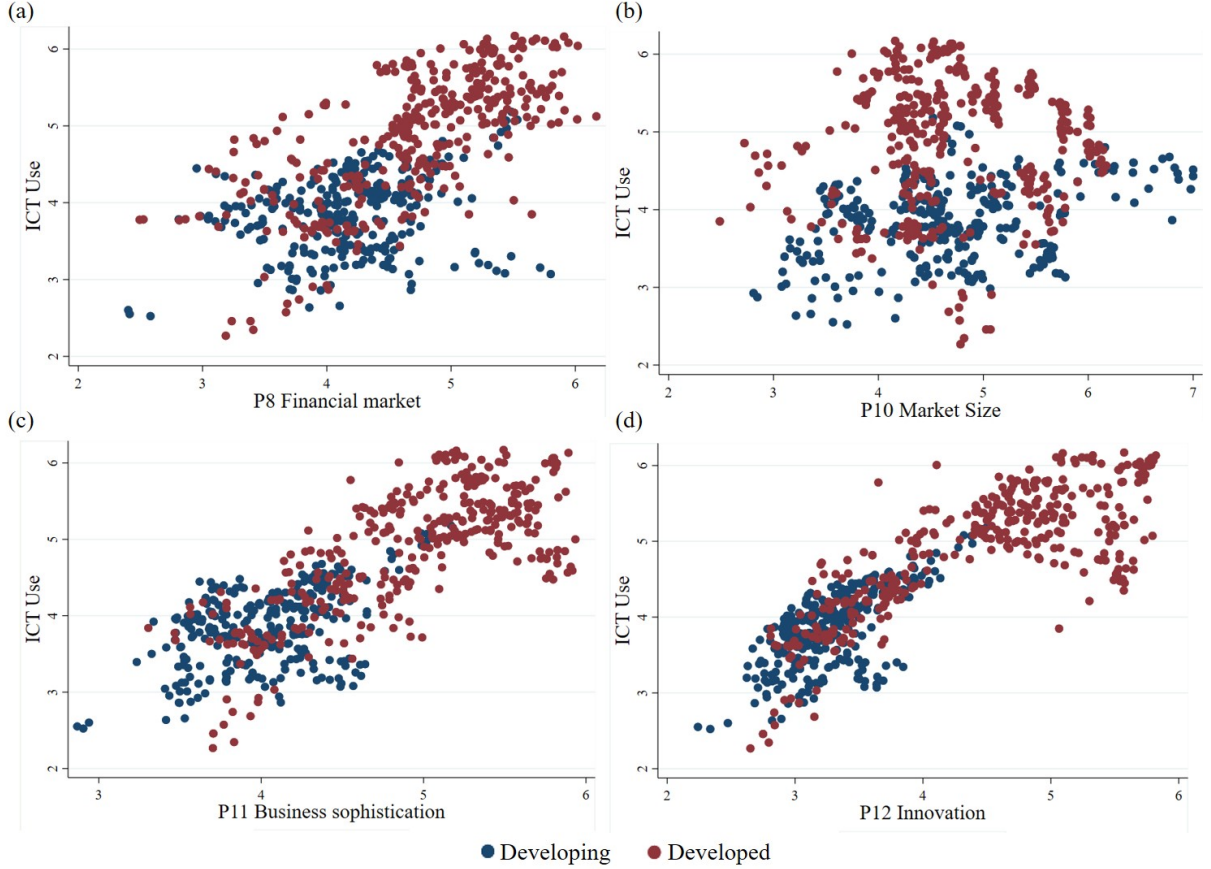 (a)
ICT Use
6
5
4
3
2
2 3 4 5 6
P8 Financial market
(b)
ICT Use
6
5
4
3
2
2 3 4 5 6 7
P10 Market Size
(c)
ICT Use
6
5
4
3
2
3 4 5 6
P11 Business sophistication
(d)
ICT Use
6
5
4
3
2
2 3 4 5 6
P12 Innovation
Developing Developed